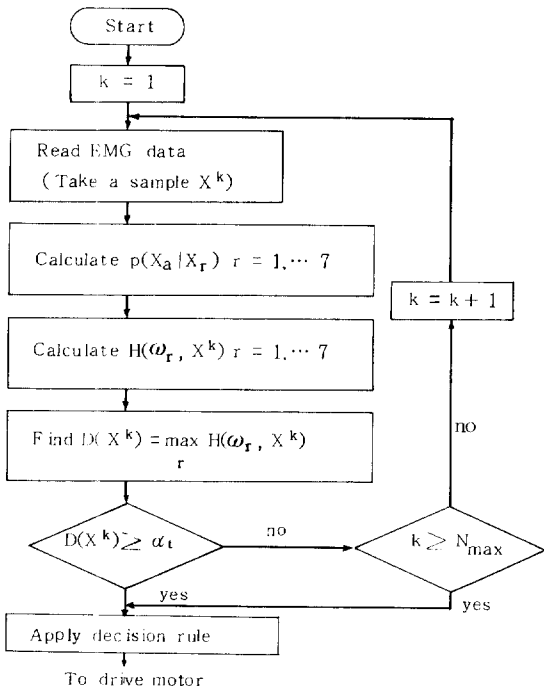 Start
k = 1
Read EMG data
( Take a sample X^k )
Calculate p(X_a | X_r) r = 1, ⋯ 7
k = k + 1
Calculate H(ω_r, X^k) r = 1, ⋯ 7
no
Find D(X^k) = max H(ω_r, X^k)
r
D(X^k) ≥ α_t
no
k ≥ N_max
yes
yes
Apply decision rule
To drive motor